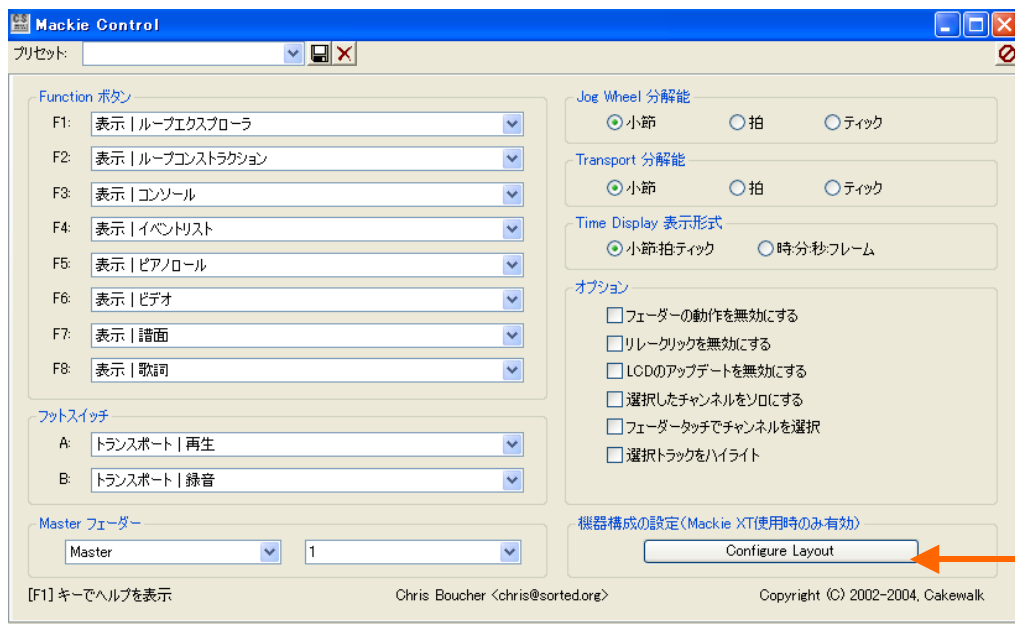 Mackie Control
プリセット:
Function ボタン
F1: 表示 | ループエクスプローラ
F2: 表示 | ループコンストラクション
F3: 表示 | コンソール
F4: 表示 | イベントリスト
F5: 表示 | ピアノロール
F6: 表示 | ビデオ
F7: 表示 | 譜面
F8: 表示 | 歌詞
フットスイッチ
A: トランスポート | 再生
B: トランスポート | 録音
Master フェーダー
Master 1
Jog Wheel 分解能
小節 拍 ティック
Transport 分解能
小節 拍 ティック
Time Display 表示形式
小節:拍:ティック 時:分:秒:フレーム
オプション
フェーダーの動作を無効にする
リレークリックを無効にする
LCDのアップデートを無効にする
選択したチャンネルをソロにする
フェーダータッチでチャンネルを選択
選択トラックをハイライト
機器構成の設定(Mackie XT使用時のみ有効)
Configure Layout
[F1] キーでヘルプを表示 Chris Boucher <chris@sorted.org> Copyright (C) 2002-2004, Cakewalk